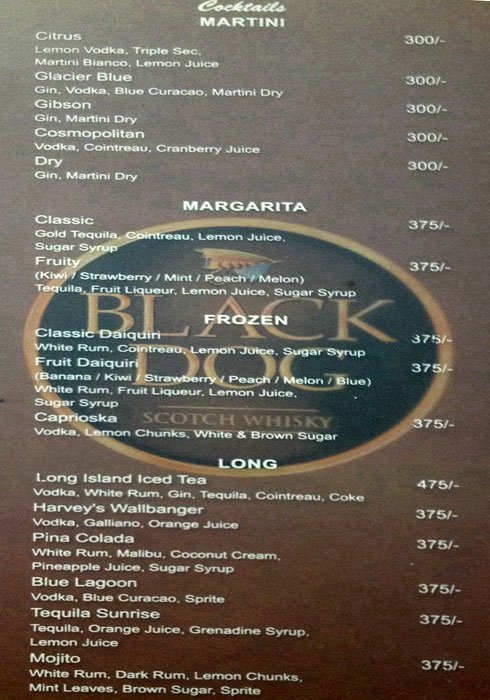 Cocktails
MARTINI
Citrus 300/-
Lemon Vodka, Triple Sec,
Martini Bianco, Lemon Juice
Glacier Blue 300/-
Gin, Vodka, Blue Curacao, Martini Dry
Gibson 300/-
Gin, Martini Dry
Cosmopolitan 300/-
Vodka, Cointreau, Cranberry Juice
Dry 300/-
Gin, Martini Dry
MARGARITA
Classic 375/-
Gold Tequila, Cointreau, Lemon Juice,
Sugar Syrup
Fruity 375/-
(Kiwi / Strawberry / Mint / Peach / Melon)
Tequila, Fruit Liqueur, Lemon Juice, Sugar Syrup
BLACK
FROZEN
Classic Daiquiri 375/-
White Rum, Cointreau, Lemon Juice, Sugar Syrup
DOG
Fruit Daiquiri 375/-
(Banana / Kiwi / Strawberry / Peach / Melon / Blue)
White Rum, Fruit Liqueur, Lemon Juice,
Sugar Syrup
SCOTCH WHISKY
Caprioska 375/-
Vodka, Lemon Chunks, White & Brown Sugar
LONG
Long Island Iced Tea 475/-
Vodka, White Rum, Gin, Tequila, Cointreau, Coke
Harvey's Wallbanger 375/-
Vodka, Galliano, Orange Juice
Pina Colada 375/-
White Rum, Malibu, Coconut Cream,
Pineapple Juice, Sugar Syrup
Blue Lagoon 375/-
Vodka, Blue Curacao, Sprite
Tequila Sunrise 375/-
Tequila, Orange Juice, Grenadine Syrup,
Lemon Juice
Mojito 375/-
White Rum, Dark Rum, Lemon Chunks,
Mint Leaves, Brown Sugar, Sprite